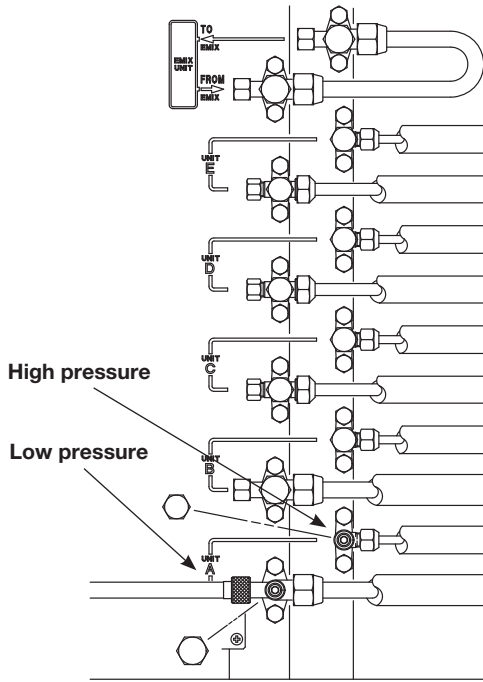 TO
EMIX
EMIX
UNIT
FROM
EMIX
UNIT
E
UNIT
D
UNIT
C
High pressure
Low pressure
UNIT
B
UNIT
A